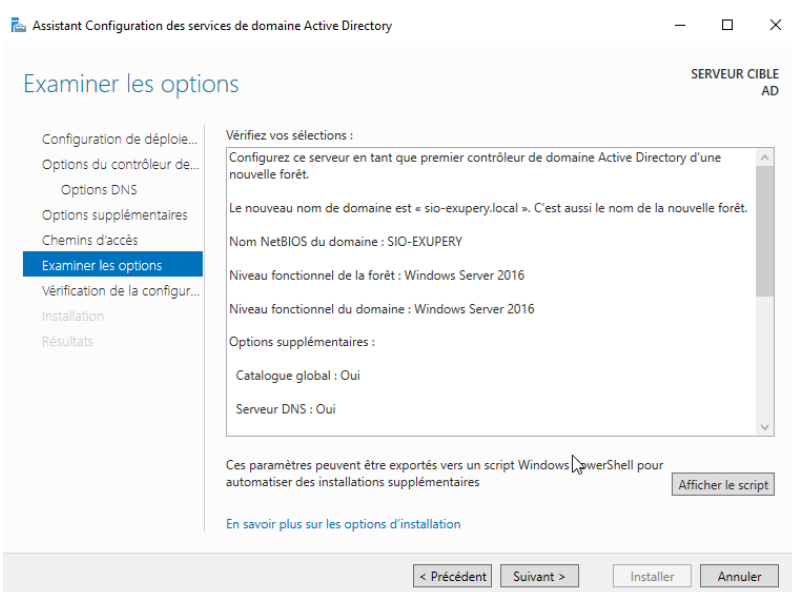 Assistant Configuration des services de domaine Active Directory
Examiner les options
SERVEUR CIBLE
AD
Configuration de déploie...
Options du contrôleur de...
Options DNS
Options supplémentaires
Chemins d'accès
Examiner les options
Vérification de la configur...
Installation
Résultats
Vérifiez vos sélections :
Configurez ce serveur en tant que premier contrôleur de domaine Active Directory d'une
nouvelle forêt.
Le nouveau nom de domaine est « sio-exupery.local ». C'est aussi le nom de la nouvelle forêt.
Nom NetBIOS du domaine : SIO-EXUPERY
Niveau fonctionnel de la forêt : Windows Server 2016
Niveau fonctionnel du domaine : Windows Server 2016
Options supplémentaires :
Catalogue global : Oui
Serveur DNS : Oui
Ces paramètres peuvent être exportés vers un script Windows PowerShell pour
automatiser des installations supplémentaires
Afficher le script
En savoir plus sur les options d'installation
< Précédent
Suivant >
Installer
Annuler